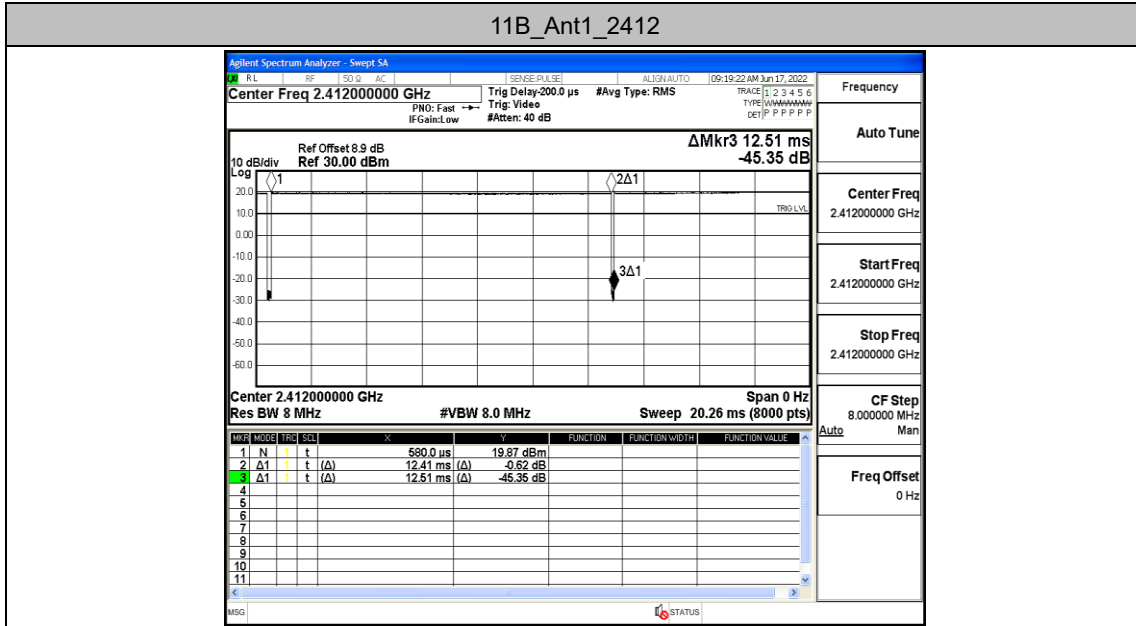 11B_Ant1_2412
Agilent Spectrum Analyzer - Swept SA
RL RF 50 Ω AC SENSE:PULSE ALIGN AUTO 09:19:22 AM Jun 17, 2022
Center Freq 2.412000000 GHz
PNO: Fast
IFGain:Low
Trig Delay-200.0 µs
Trig: Video
#Atten: 40 dB
#Avg Type: RMS
TRACE 1 2 3 4 5 6
TYPE
DET P P P P P P
Ref Offset 8.9 dB
ΔMkr3 12.51 ms
10 dB/div Ref 30.00 dBm -45.35 dB
Log
1
2Δ1
3Δ1
TRIG LVL
20.0
10.0
0.00
-10.0
-20.0
-30.0
-40.0
-50.0
-60.0
Center 2.412000000 GHz Span 0 Hz
Res BW 8 MHz #VBW 8.0 MHz Sweep 20.26 ms (8000 pts)
MKR MODE TRC SCL X Y FUNCTION FUNCTION WIDTH FUNCTION VALUE
1 N 1 t 580.0 µs 19.87 dBm
2 Δ1 1 t (Δ) 12.41 ms (Δ) -0.62 dB
3 Δ1 1 t (Δ) 12.51 ms (Δ) -45.35 dB
4
5
6
7
8
9
10
11
MSG STATUS
Frequency
Auto Tune
Center Freq
2.412000000 GHz
Start Freq
2.412000000 GHz
Stop Freq
2.412000000 GHz
CF Step
8.000000 MHz
Auto Man
Freq Offset
0 Hz